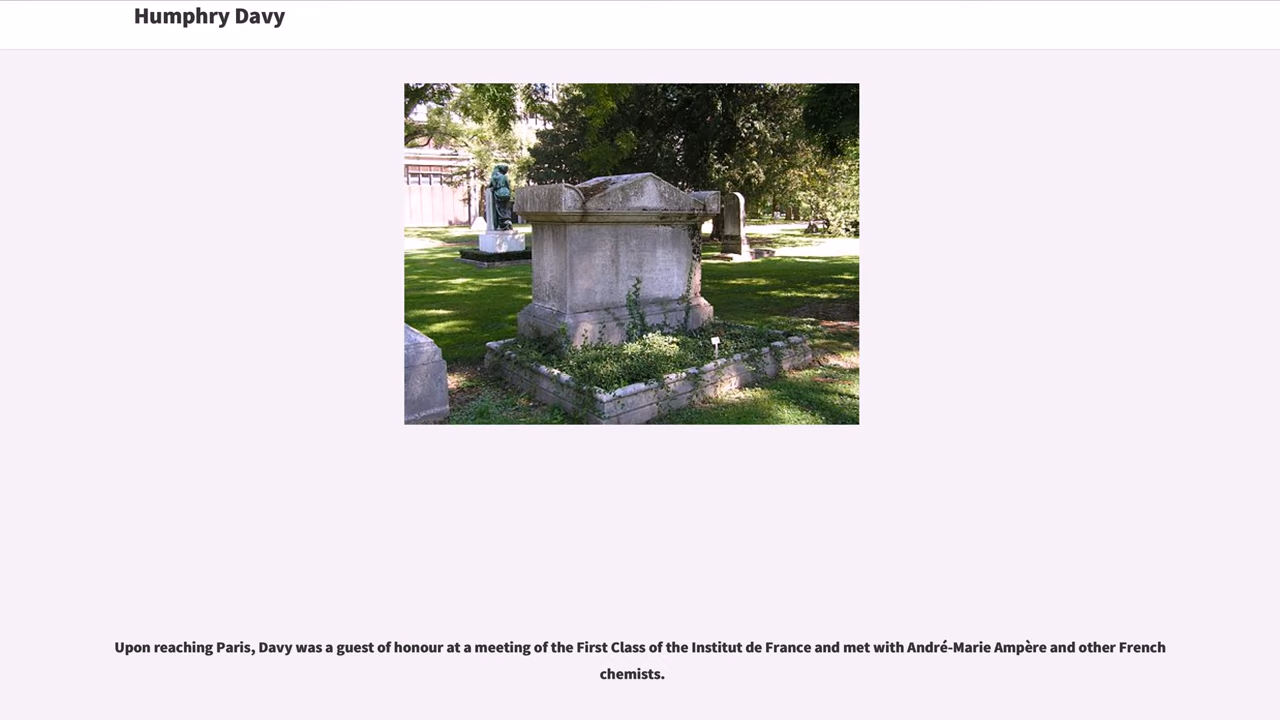 Humphry Davy
Upon reaching Paris, Davy was a guest of honour at a meeting of the First Class of the Institut de France and met with André-Marie Ampère and other French
chemists.